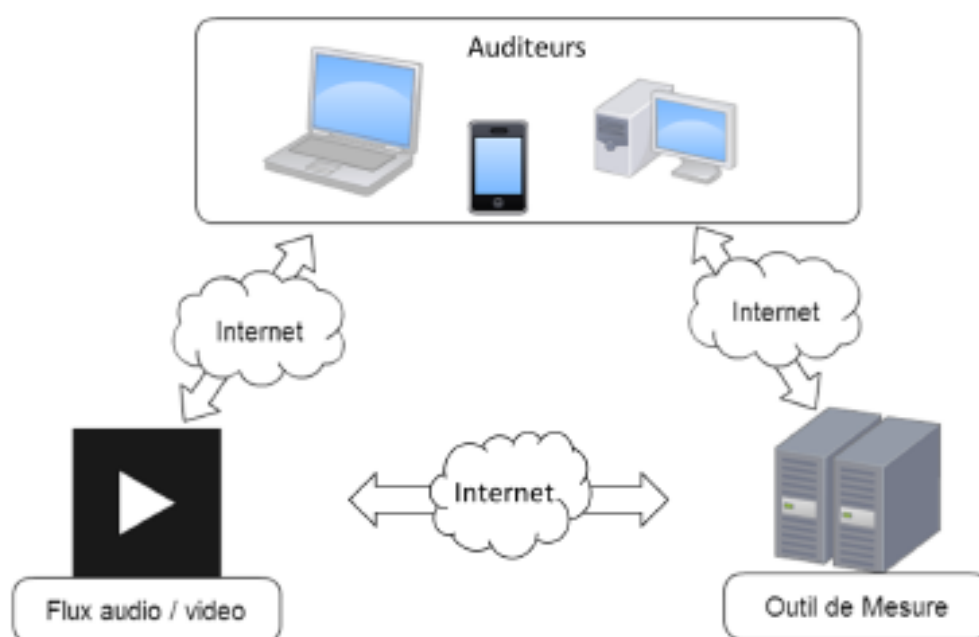 Auditeurs
Internet
Internet
Internet
Flux audio / video
Outil de Mesure